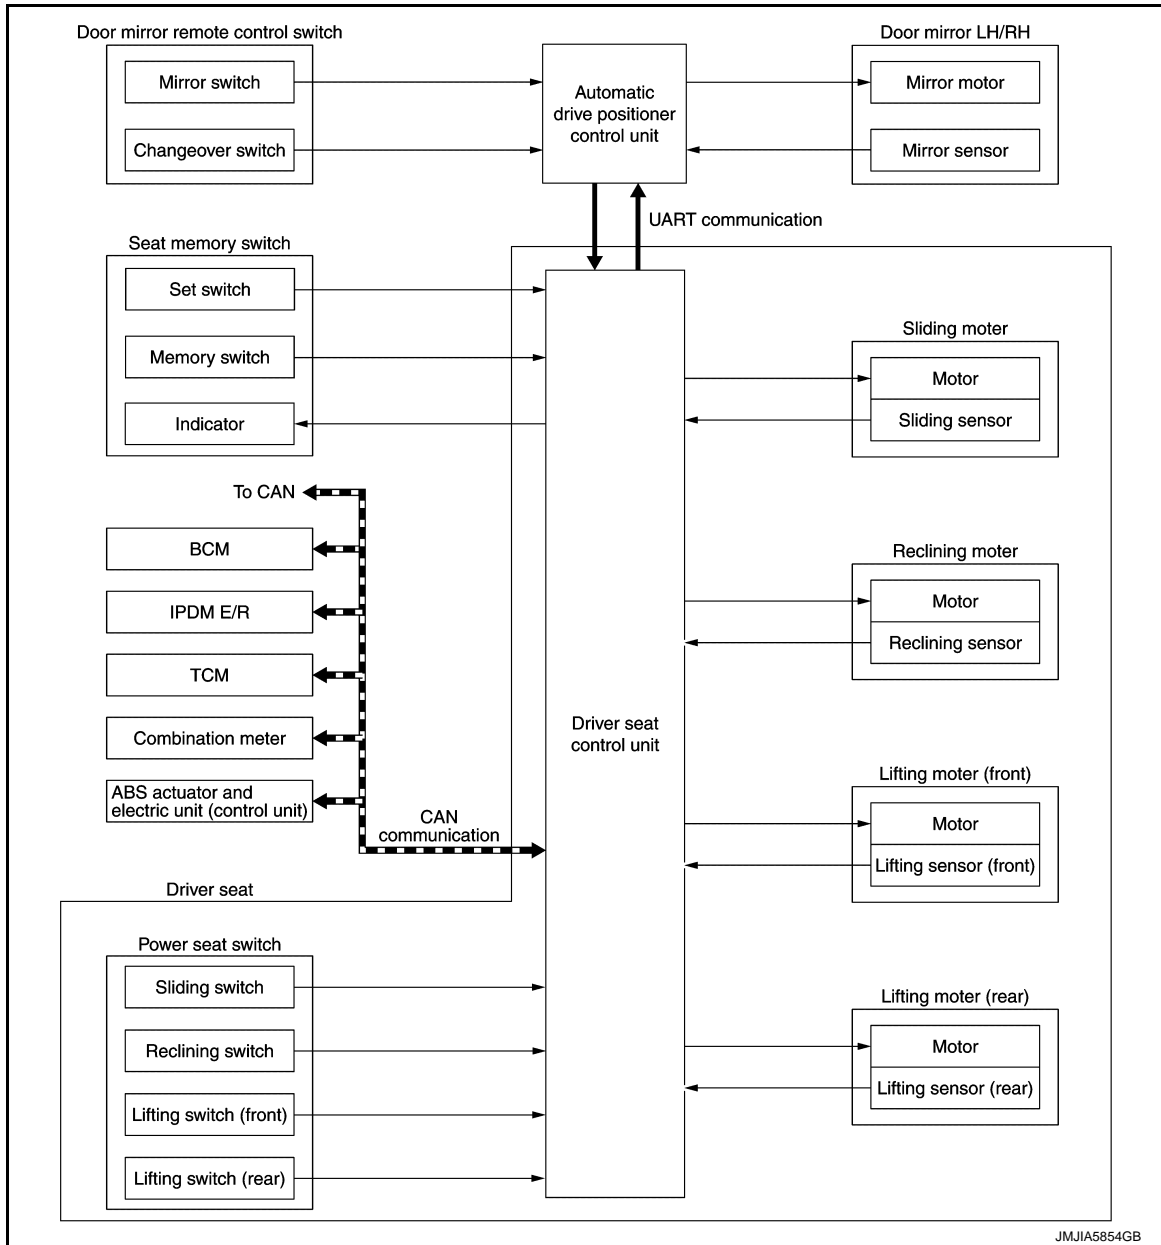 Door mirror remote control switch
Mirror switch
Changeover switch
Automatic
drive positioner
control unit
Door mirror LH/RH
Mirror motor
Mirror sensor
UART communication
Seat memory switch
Set switch
Memory switch
Indicator
Sliding moter
Motor
Sliding sensor
To CAN
BCM
IPDM E/R
TCM
Combination meter
ABS actuator and
electric unit (control unit)
CAN
communication
Reclining moter
Motor
Reclining sensor
Driver seat
control unit
Lifting moter (front)
Motor
Lifting sensor (front)
Driver seat
Power seat switch
Sliding switch
Reclining switch
Lifting switch (front)
Lifting switch (rear)
Lifting moter (rear)
Motor
Lifting sensor (rear)
JMJIA5854GB